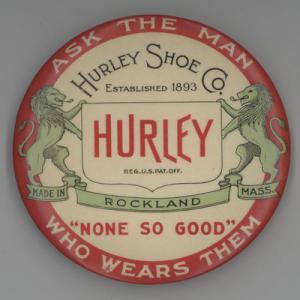 ASK THE MAN
HURLEY SHOE CO.
ESTABLISHED 1893
HURLEY
REG.U.S.PAT.OFF.
MADE IN
MASS.
ROCKLAND
"NONE SO GOOD"
WHO WEARS THEM